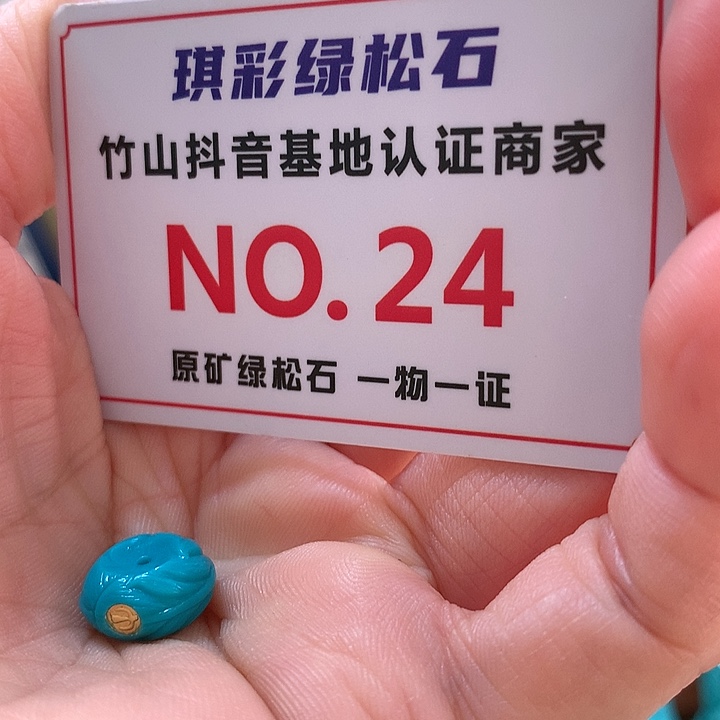 琪彩绿松石
竹山抖音基地认证商家
NO.24
原矿绿松石 一物一证